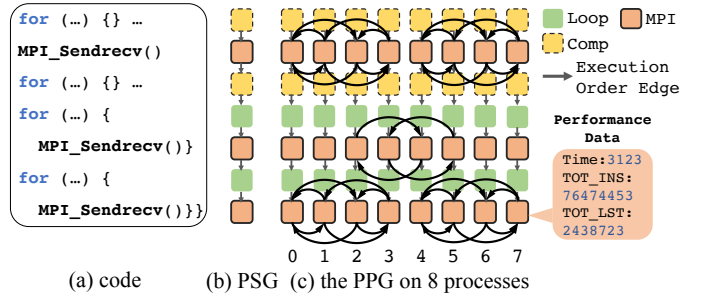 for (…) {} …
MPI_Sendrecv()
for (…) {} …
for (…) {
MPI_Sendrecv()}
for (…) {
MPI_Sendrecv()}}
Loop
MPI
Comp
Execution
Order Edge
Performance
Data
Time:3123
TOT_INS:
76474453
TOT_LST:
2438723
0 1 2 3 4 5 6 7
(a) code
(b) PSG
(c) the PPG on 8 processes